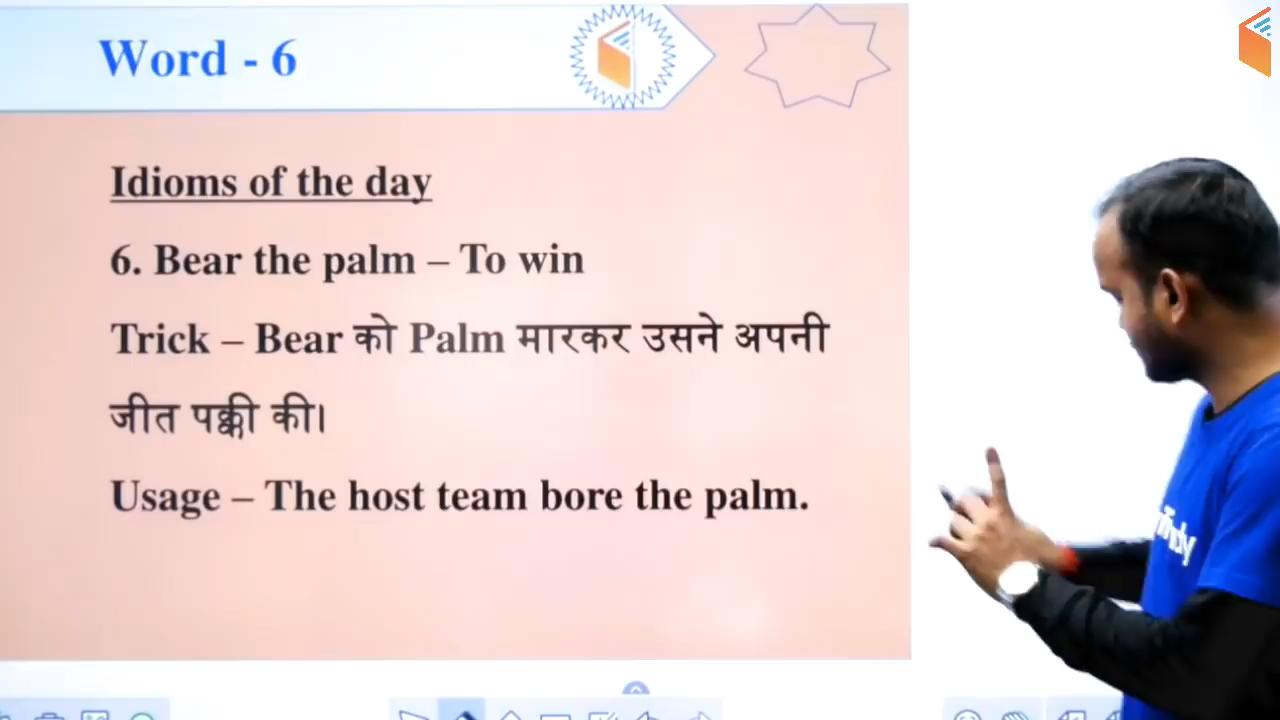 Word - 6
Idioms of the day
6. Bear the palm – To win
Trick – Bear को Palm मारकर उसने अपनी
जीत पक्की की।
Usage – The host team bore the palm.